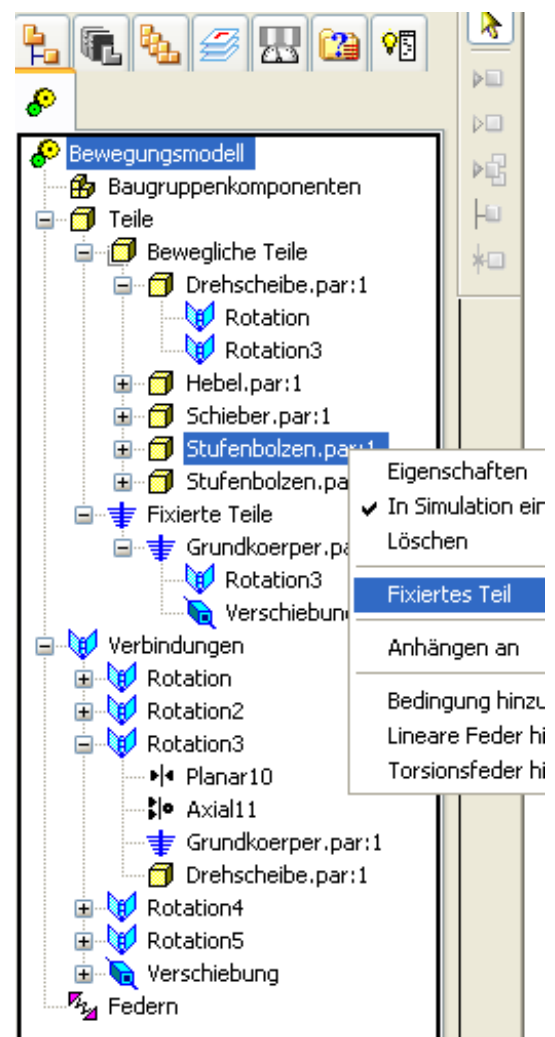 Bewegungsmodell
Baugruppenkomponenten
Teile
Bewegliche Teile
Drehscheibe.par:1
Rotation
Rotation3
Hebel.par:1
Schieber.par:1
Stufenbolzen.par:1
Stufenbolzen.pa
Fixierte Teile
Grundkoerper.pa
Rotation3
Verschiebun
Verbindungen
Rotation
Rotation2
Rotation3
Planar10
Axial11
Grundkoerper.par:1
Drehscheibe.par:1
Rotation4
Rotation5
Verschiebung
Federn
Eigenschaften
In Simulation ein
Löschen
Fixiertes Teil
Anhängen an
Bedingung hinzu
Lineare Feder hi
Torsionsfeder hi